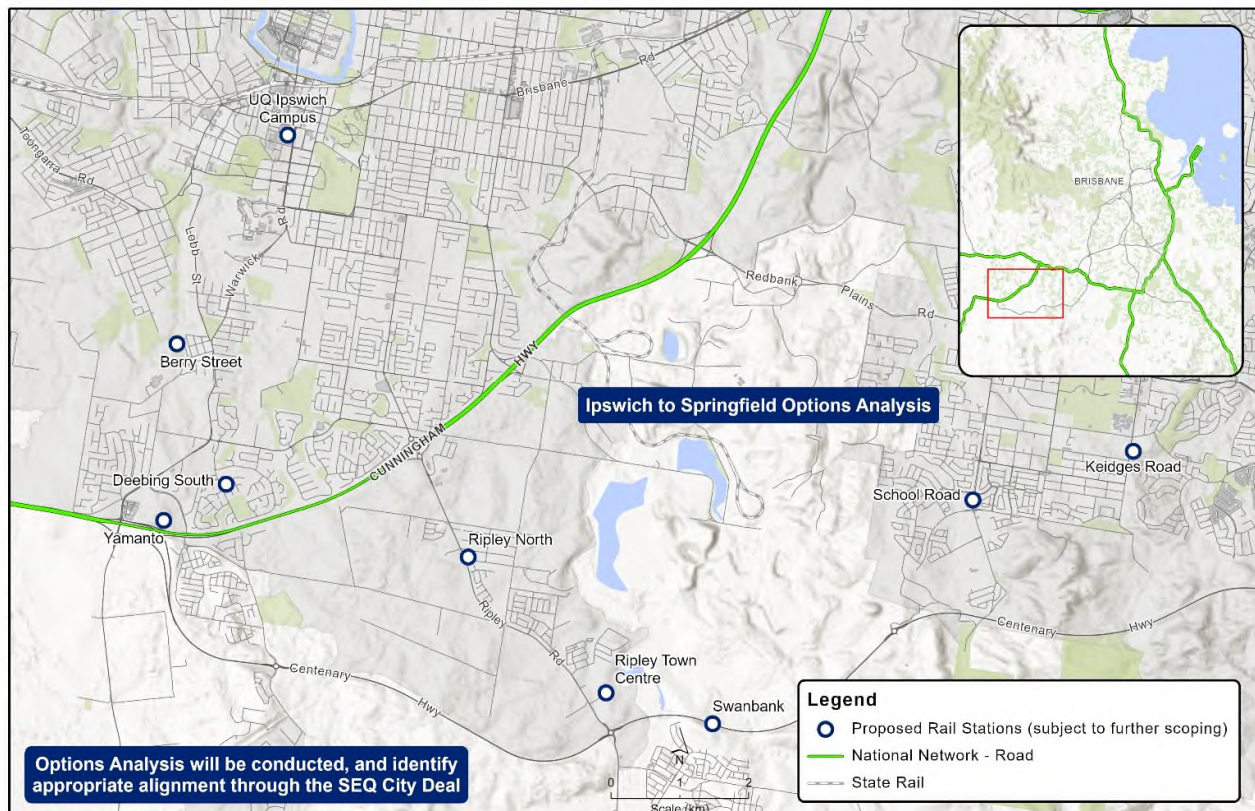 Brisbane
Rd
UQ Ipswich
Campus
Toongarra
Rd
Lobb St
Warwick
Rd
BRISBANE
Redbank
Plains
Rd
Berry Street
HWY
CUNNINGHAM
Ipswich to Springfield Options Analysis
Keidges Road
Deebing South
School Road
Yamanto
Ripley North
Ripley
Rd
Centenary
Hwy
Centenary
Hwy
Ripley Town
Centre
Swanbank
Legend
Proposed Rail Stations (subject to further scoping)
National Network - Road
State Rail
Options Analysis will be conducted, and identify
appropriate alignment through the SEQ City Deal
N
0 1 2
Scale (km)